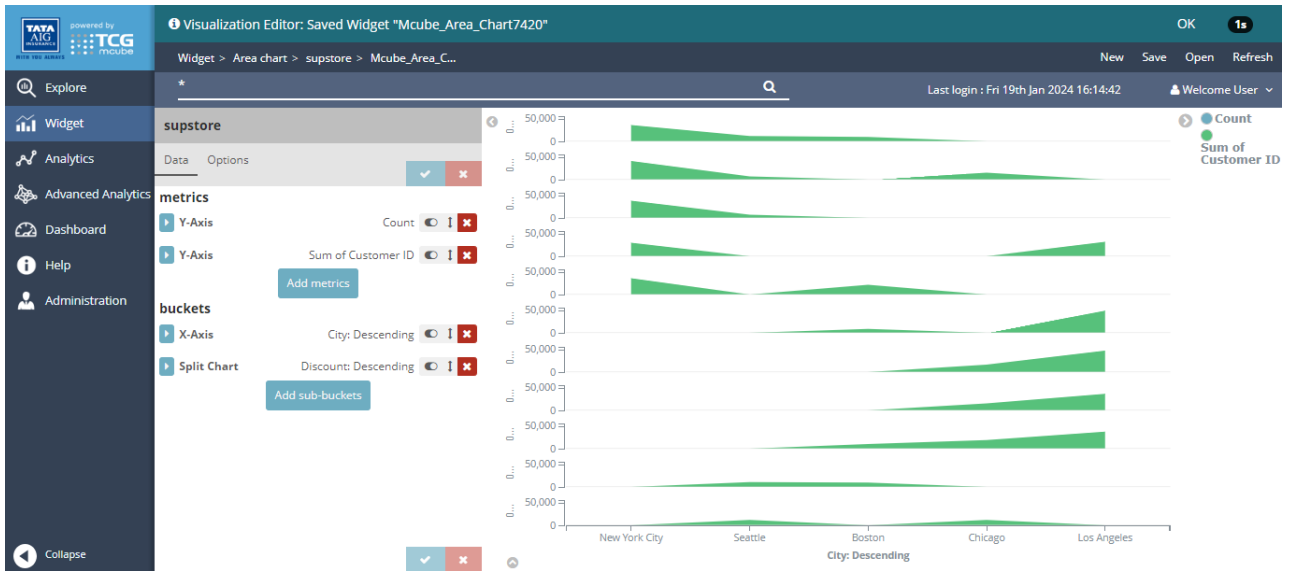 TATA
AIG
INSURANCE
WITH YOU ALWAYS
powered by
TCG
mcube
Visualization Editor: Saved Widget "Mcube_Area_Chart7420"
OK
1s
Widget > Area chart > supstore > Mcube_Area_C...
New Save Open Refresh
*
Last login : Fri 19th Jan 2024 16:14:42
Welcome User
Explore
Widget
Analytics
Advanced Analytics
Dashboard
Help
Administration
Collapse
supstore
Data Options
metrics
Y-Axis Count
Y-Axis Sum of Customer ID
Add metrics
buckets
X-Axis City: Descending
Split Chart Discount: Descending
Add sub-buckets
50,000
0
50,000
0
50,000
0
50,000
0
50,000
0
50,000
0
50,000
0
50,000
0
50,000
0
50,000
0
50,000
0
New York City Seattle Boston Chicago Los Angeles
City: Descending
Count
Sum of
Customer ID